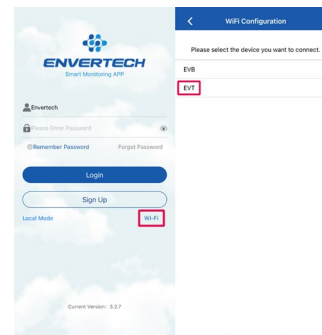 ENVERTECH
Smart Monitoring APP
Envertech
Please Enter Password
Remember Password Forget Password
Login
Sign Up
Local Mode Wi-Fi
Current Version: 3.2.7
WiFi Configuration
Please select the device you want to connect.
EVB
EVT